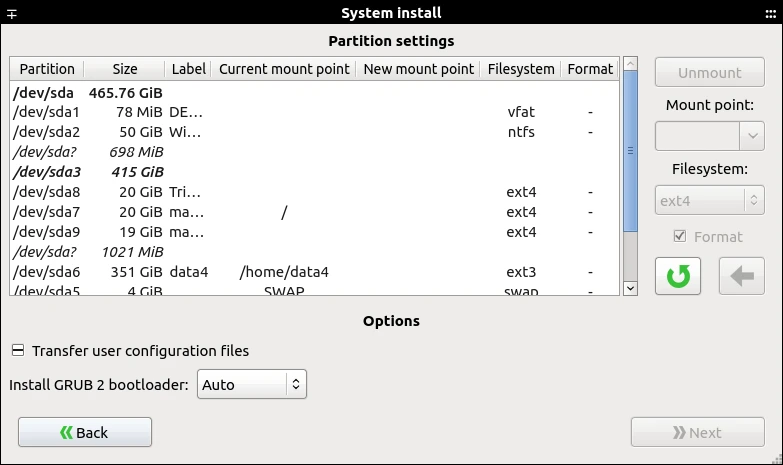 System install
Partition settings
Partition Size Label Current mount point New mount point Filesystem Format
/dev/sda 465.76 GiB
/dev/sda1 78 MiB DE... vfat -
/dev/sda2 50 GiB Wi... ntfs -
/dev/sda? 698 MiB
/dev/sda3 415 GiB
/dev/sda8 20 GiB Tri... ext4 -
/dev/sda7 20 GiB ma... / ext4 -
/dev/sda9 19 GiB ma... ext4 -
/dev/sda? 1021 MiB
/dev/sda6 351 GiB data4 /home/data4 ext3 -
/dev/sda5 4 GiB SWAP swap -
Unmount
Mount point:
Filesystem:
ext4
Format
Options
Transfer user configuration files
Install GRUB 2 bootloader: Auto
Back
Next